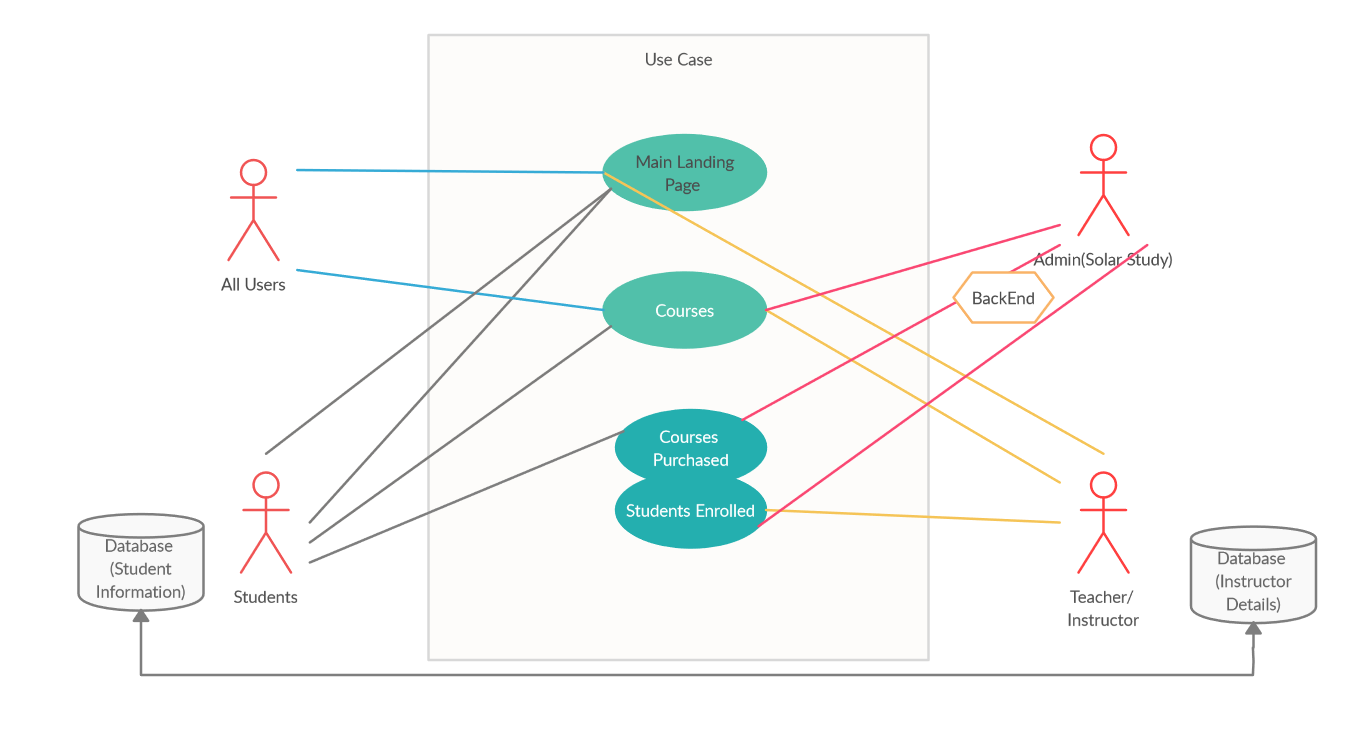 Use Case
Main Landing
Page
All Users
Admin(Solar Study)
BackEnd
Courses
Courses
Purchased
Students Enrolled
Database
(Student
Information)
Students
Teacher/
Instructor
Database
(Instructor
Details)